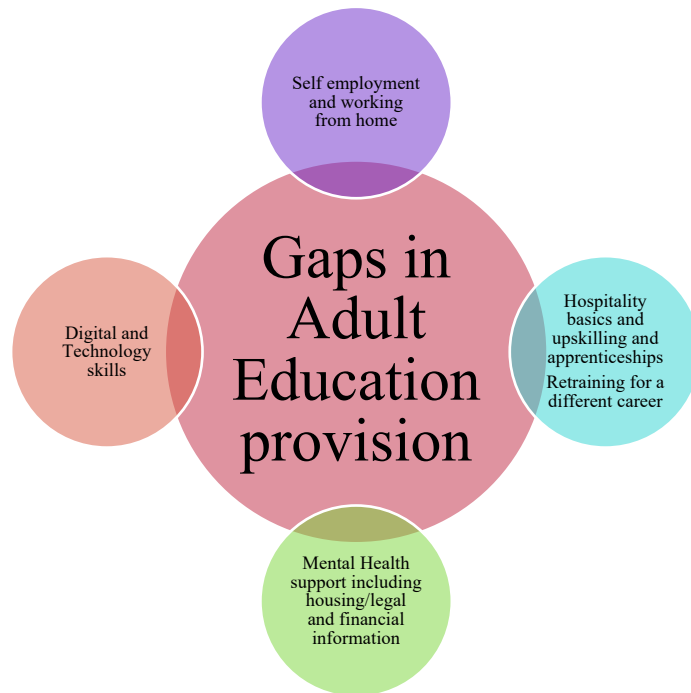 Self employment
and working
from home
Gaps in
Adult
Education
provision
Digital and
Technology
skills
Hospitality
basics and
upskilling and
apprenticeships
Retraining for a
different career
Mental Health
support including
housing/legal
and financial
information